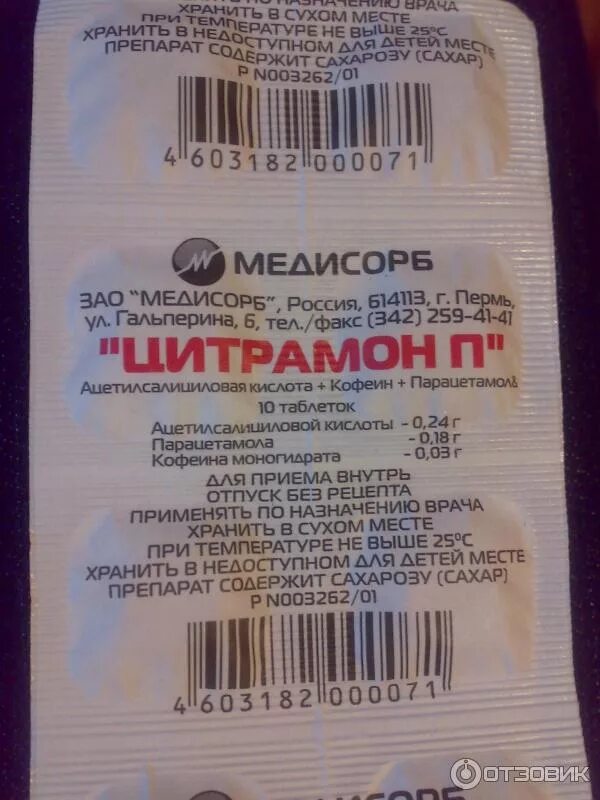 ПО НАЗНАЧЕНИЮ ВРАЧА
ХРАНИТЬ В СУХОМ МЕСТЕ
ПРИ ТЕМПЕРАТУРЕ НЕ ВЫШЕ 25⁰С
ХРАНИТЬ В НЕДОСТУПНОМ ДЛЯ ДЕТЕЙ МЕСТЕ
ПРЕПАРАТ СОДЕРЖИТ САХАРОЗУ (САХАР)
Р N003262/01
4 603182 000071
МЕДИСОРБ
ЗАО "МЕДИСОРБ", Россия, 614113, г. Пермь,
ул. Гальперина, 6, тел./факс (342) 259-41-41
"ЦИТРАМОН П"
Ацетилсалициловая кислота + Кофеин + Парацетамол&
10 таблеток
Ацетилсалициловой кислоты - 0,24 г
Парацетамола - 0,18 г
Кофеина моногидрата - 0,03 г
ДЛЯ ПРИЕМА ВНУТРЬ
ОТПУСК БЕЗ РЕЦЕПТА
ПРИМЕНЯТЬ ПО НАЗНАЧЕНИЮ ВРАЧА
ХРАНИТЬ В СУХОМ МЕСТЕ
ПРИ ТЕМПЕРАТУРЕ НЕ ВЫШЕ 25⁰С
ХРАНИТЬ В НЕДОСТУПНОМ ДЛЯ ДЕТЕЙ МЕСТЕ
ПРЕПАРАТ СОДЕРЖИТ САХАРОЗУ (САХАР)
Р N003262/01
4 603182 000071
МЕДИСОРБ
ОТЗОВИК